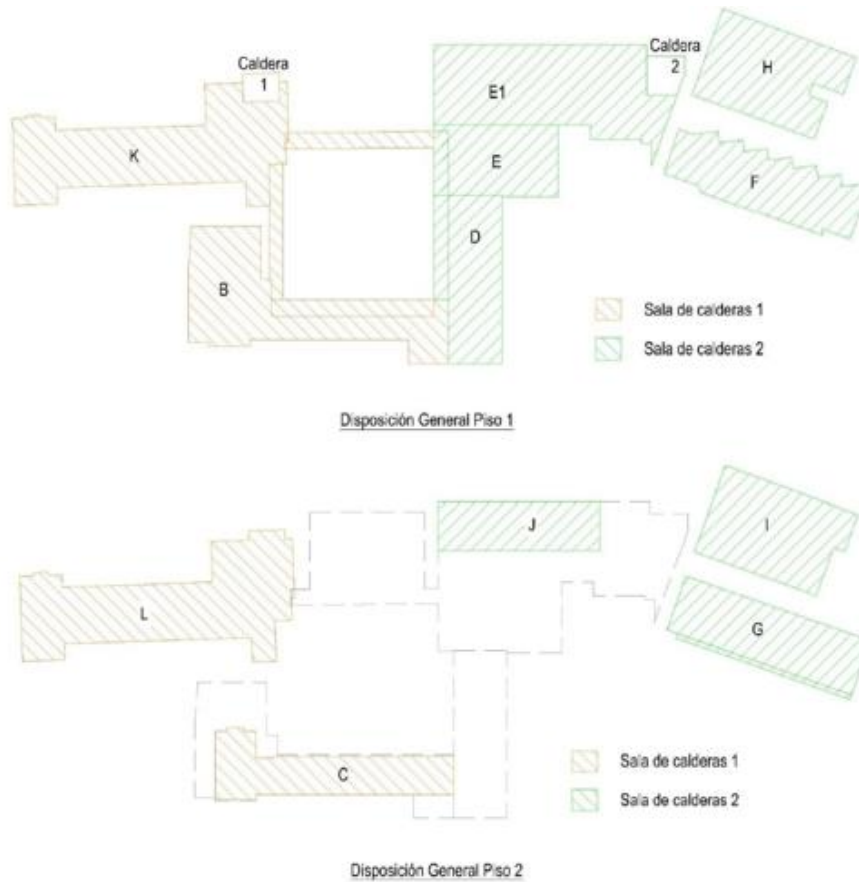 Caldera
1
Caldera
2
H
E1
K
E
F
D
B
Sala de calderas 1
Sala de calderas 2
Disposición General Piso 1
J
I
L
G
C
Sala de calderas 1
Sala de calderas 2
Disposición General Piso 2